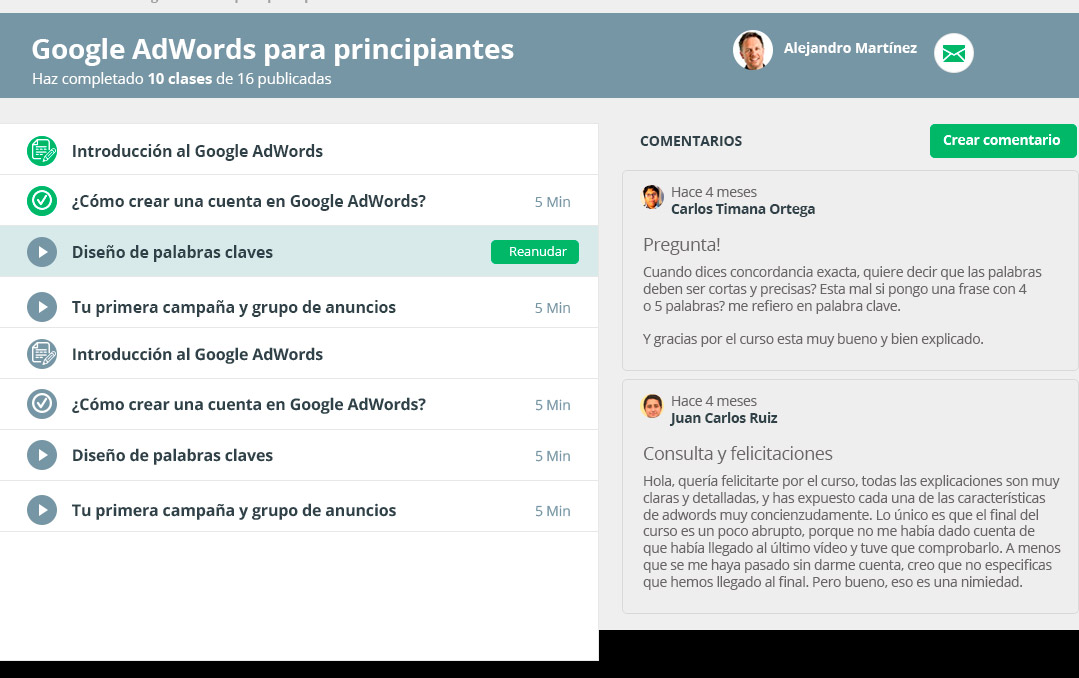 Google AdWords para principiantes
Haz completado 10 clases de 16 publicadas
Alejandro Martínez
Introducción al Google AdWords
¿Cómo crear una cuenta en Google AdWords? 5 Min
Diseño de palabras claves Reanudar
Tu primera campaña y grupo de anuncios 5 Min
Introducción al Google AdWords
¿Cómo crear una cuenta en Google AdWords? 5 Min
Diseño de palabras claves 5 Min
Tu primera campaña y grupo de anuncios 5 Min
COMENTARIOS Crear comentario
Hace 4 meses
Carlos Timana Ortega
Pregunta!
Cuando dices concordancia exacta, quiere decir que las palabras
deben ser cortas y precisas? Esta mal si pongo una frase con 4
o 5 palabras? me refiero en palabra clave.
Y gracias por el curso esta muy bueno y bien explicado.
Hace 4 meses
Juan Carlos Ruiz
Consulta y felicitaciones
Hola, quería felicitarte por el curso, todas las explicaciones son muy
claras y detalladas, y has expuesto cada una de las características
de adwords muy concienzudamente. Lo único es que el final del
curso es un poco abrupto, porque no me había dado cuenta de
que había llegado al último vídeo y tuve que comprobarlo. A menos
que se me haya pasado sin darme cuenta, creo que no especificas
que hemos llegado al final. Pero bueno, eso es una nimiedad.